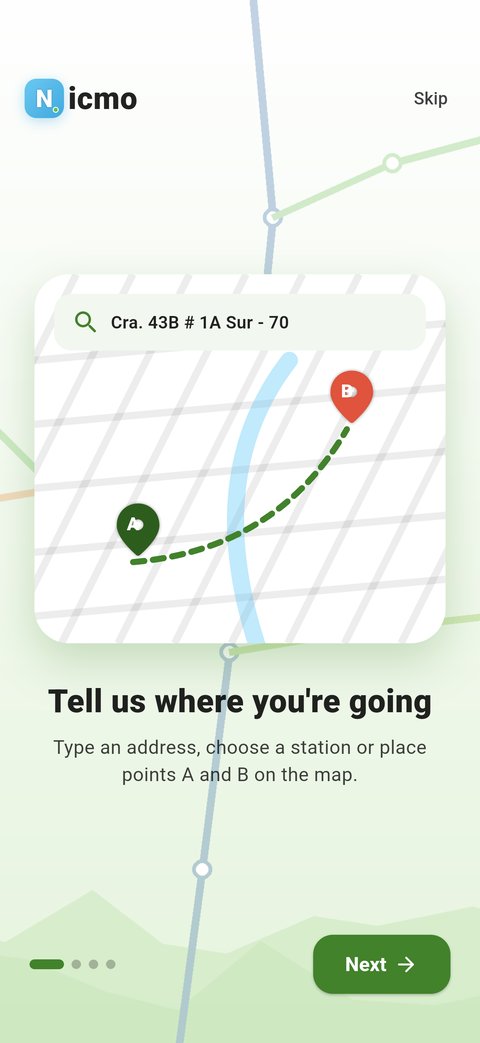 Nicmo
Skip
Cra. 43B # 1A Sur - 70
B
A
Tell us where you're going
Type an address, choose a station or place
points A and B on the map.
Next